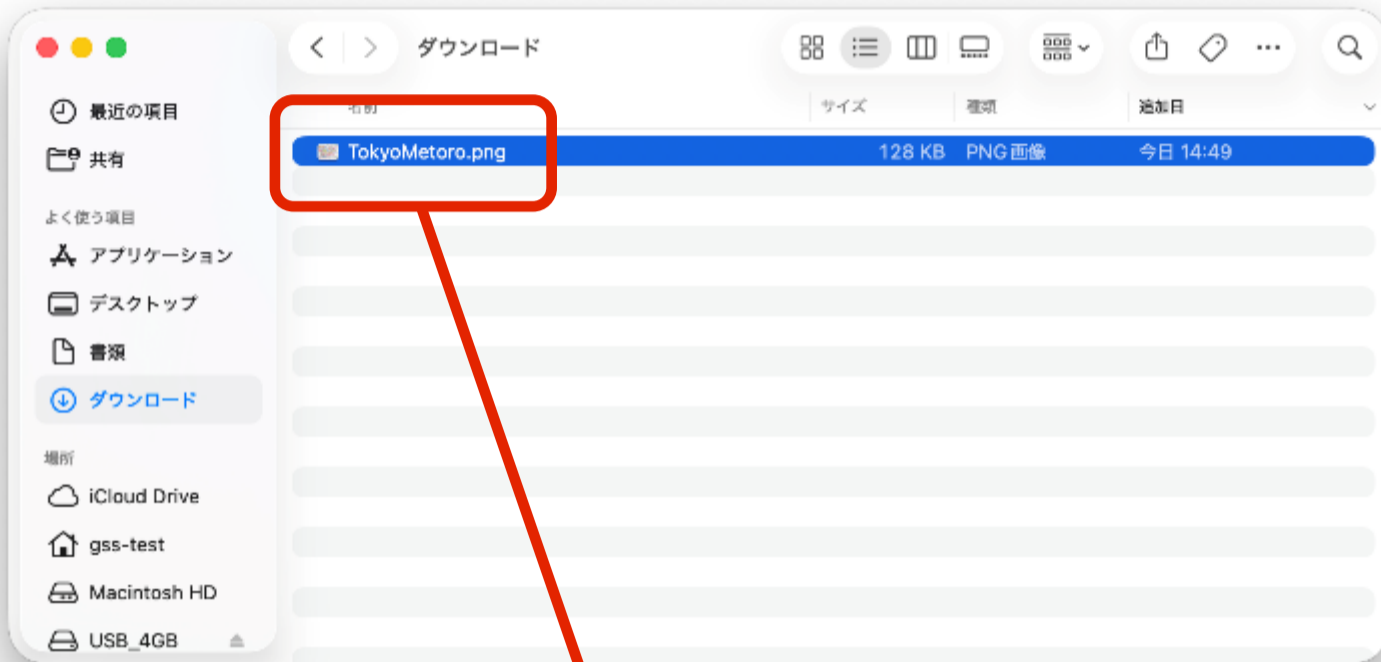 ダウンロード
最近の項目
共有
よく使う項目
アプリケーション
デスクトップ
書類
ダウンロード
場所
iCloud Drive
gss-test
Macintosh HD
USB_4GB
名前 サイズ 種類 追加日
TokyoMetoro.png 128 KB PNG画像 今日 14:49